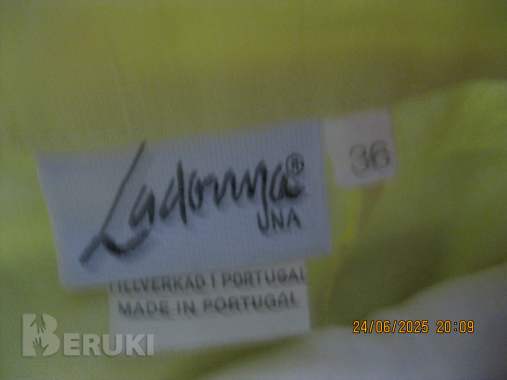 Ladonna®
UNA
36
TILLVERKAD I PORTUGAL
MADE IN PORTUGAL
BERUKI
24/06/2025 20:09